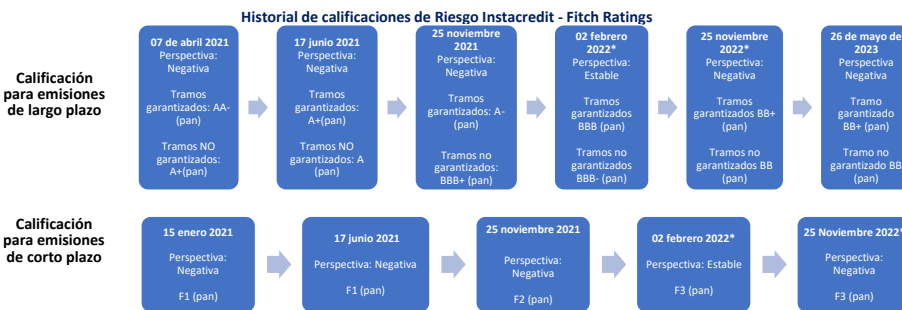 Historial de calificaciones de Riesgo Instacredit - Fitch Ratings
Calificación
para emisiones
de largo plazo
07 de abril 2021
Perspectiva:
Negativa
Tramos
garantizados: AA-
(pan)
Tramos NO
garantizados:
A+(pan)
17 junio 2021
Perspectiva:
Negativa
Tramos
garantizados:
A+(pan)
Tramos NO
garantizados: A
(pan)
25 noviembre
2021
Perspectiva:
Negativa
Tramos
garantizados: A-
(pan)
Tramos no
garantizados:
BBB+ (pan)
02 febrero
2022*
Perspectiva:
Estable
Tramos
garantizados
BBB (pan)
Tramos no
garantizados
BBB- (pan)
25 noviembre
2022*
Perspectiva:
Negativa
Tramos
garantizados BB+
(pan)
Tramos no
garantizados BB
(pan)
26 de mayo de
2023
Perspectiva
Negativa
Tramo
garantizado
BB+ (pan)
Tramo no
garantizado BB
(pan)
Calificación
para emisiones
de corto plazo
15 enero 2021
Perspectiva:
Negativa
F1 (pan)
17 junio 2021
Perspectiva: Negativa
F1 (pan)
25 noviembre 2021
Perspectiva:
Negativa
F2 (pan)
02 febrero 2022*
Perspectiva: Estable
F3 (pan)
25 Noviembre 2022*
Perspectiva:
Negativa
F3 (pan)